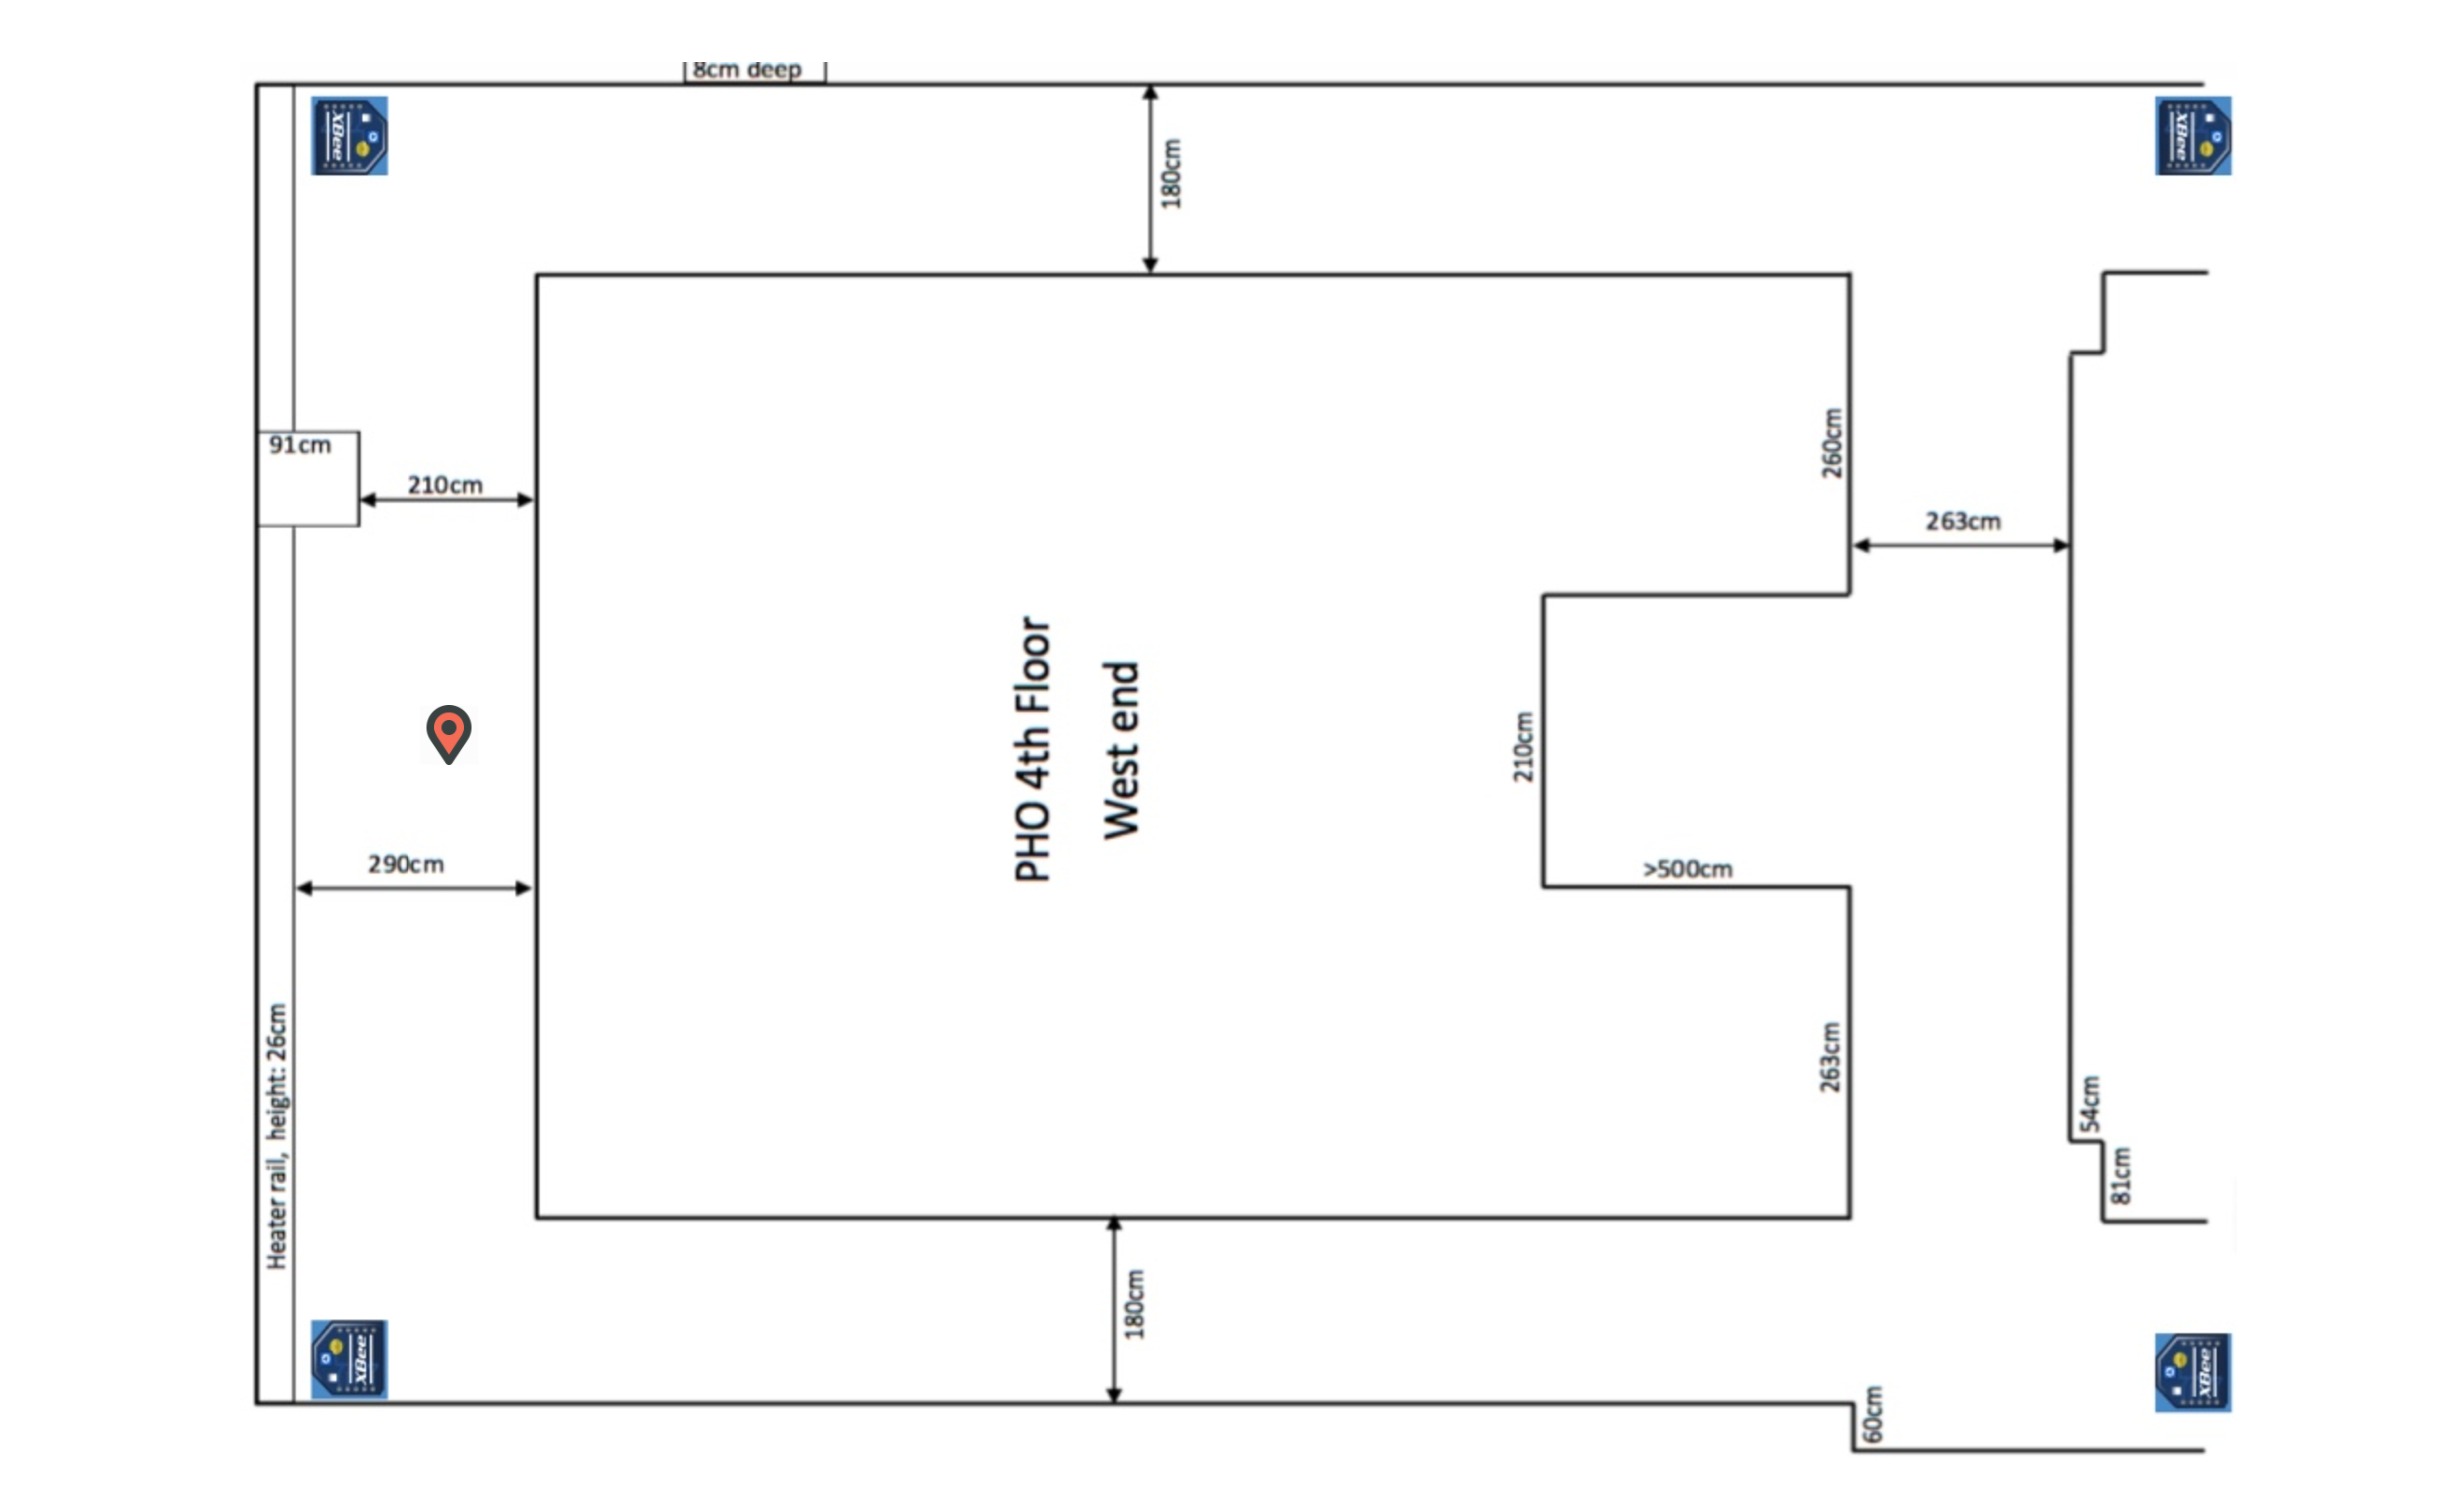 8cm deep
XBee
XBee
180cm
91cm
210cm
260cm
263cm
PHO 4th Floor
West end
210cm
290cm
>500cm
Heater rail, height: 26cm
263cm
54cm
81cm
180cm
XBee
XBee
60cm